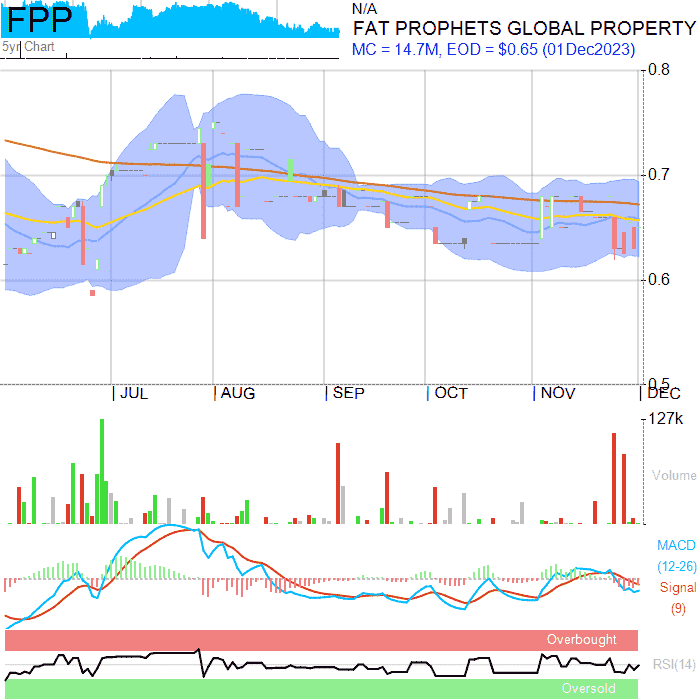 FPP
5yr Chart
N/A
FAT PROPHETS GLOBAL PROPERTY
MC = 14.7M, EOD = $0.65 (01Dec2023)
0.8
0.7
0.6
0.5
JUL
AUG
SEP
OCT
NOV
DEC
127k
Volume
MACD
(12-26)
Signal
(9)
Overbought
RSI(14)
Oversold